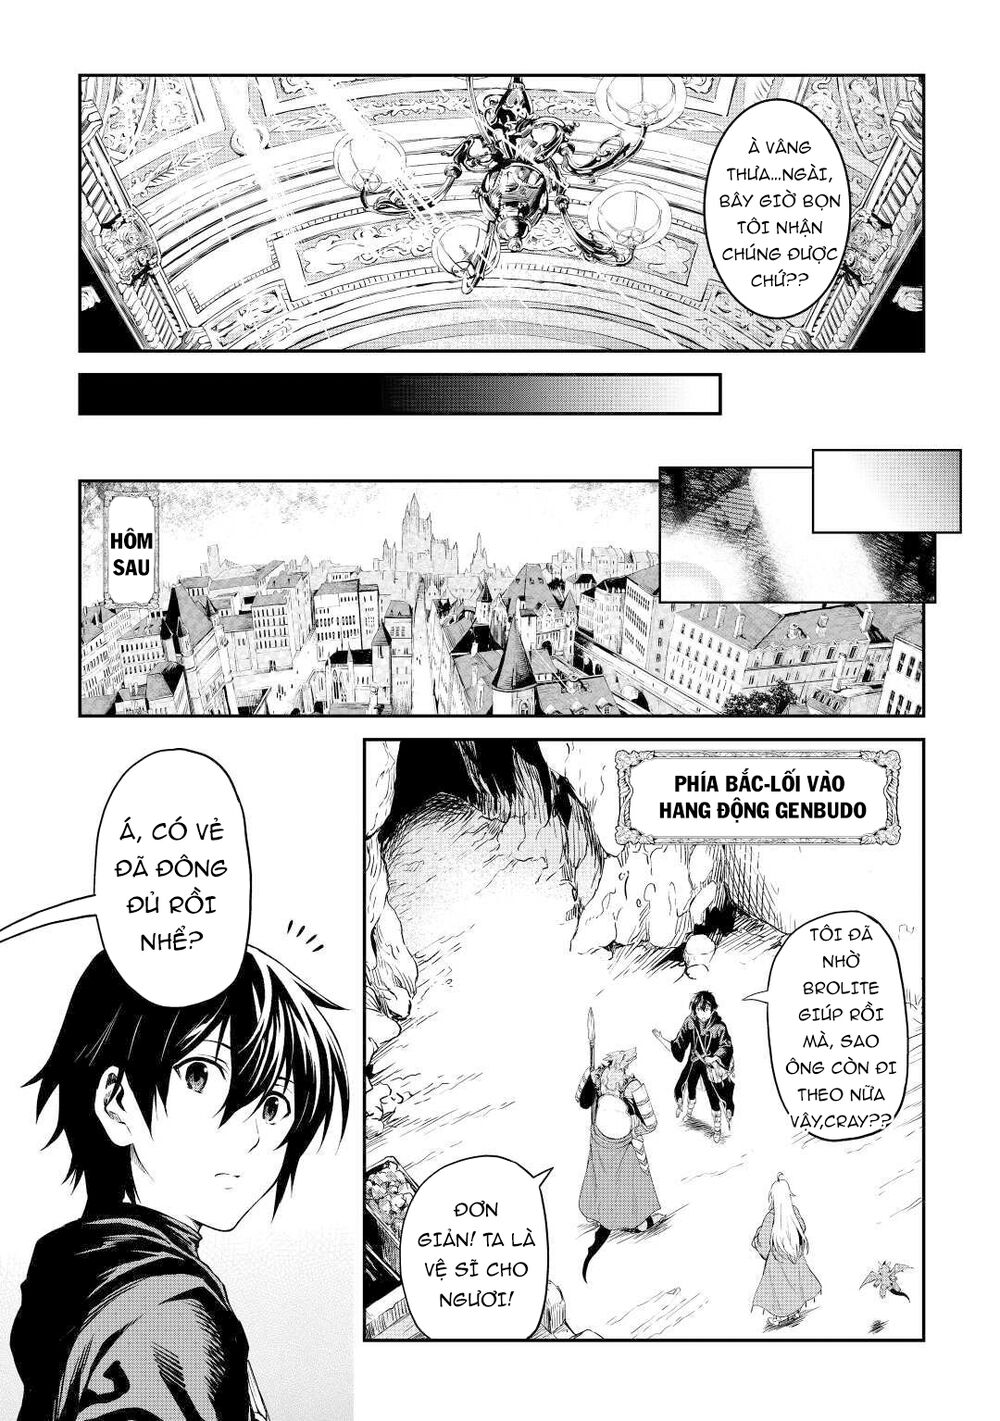 À VÂNG
THƯA...NGÀI,
BÂY GIỜ BỌN
TÔI NHẬN
CHÚNG ĐƯỢC
CHỨ??
HÔM
SAU
PHÍA BẮC-LỐI VÀO
HANG ĐỘNG GENBUDO
Á, CÓ VẺ
ĐÃ ĐÔNG
ĐỦ RỒI
NHỂ?
TÔI ĐÃ
NHỜ
BROLITE
GIÚP RỒI
MÀ, SAO
ÔNG CÒN ĐI
THEO NỮA
VẬY,CRAY??
ĐƠN
GIẢN! TA LÀ
VỆ SĨ CHO
NGƯƠI!